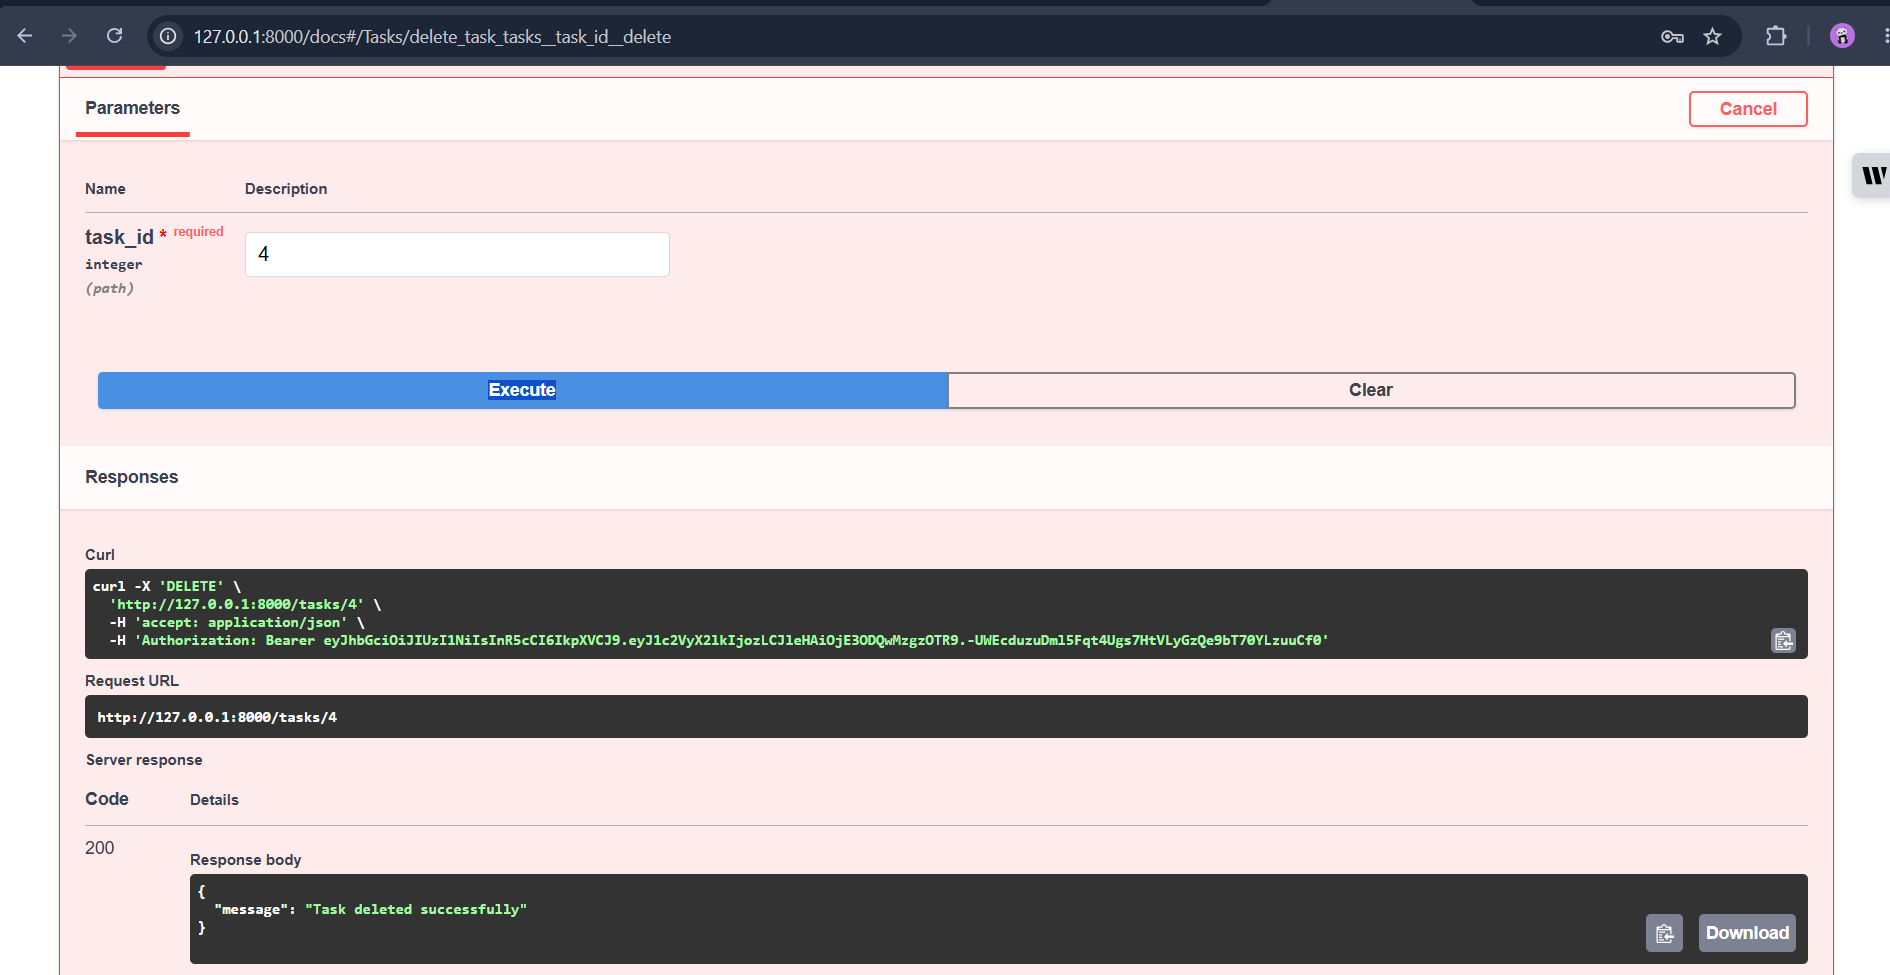 127.0.0.1:8000/docs#/Tasks/delete_task_tasks__task_id__delete
Parameters
Cancel
Name Description
task_id * required
4
integer
(path)
Execute
Clear
Responses
Curl
curl -X 'DELETE' \
'http://127.0.0.1:8000/tasks/4' \
-H 'accept: application/json' \
-H 'Authorization: Bearer eyJhbGciOiJIUzI1NiIsInR5cCI6IkpXVCJ9.eyJ1c2VyX2lkIjozLCJleHAiOjE3ODQwMzgzOTR9.-UWEcduzuDml5Fqt4Ugs7HtVLyGzQe9bT70YLzuuCf0'
Request URL
http://127.0.0.1:8000/tasks/4
Server response
Code Details
200
Response body
{
"message": "Task deleted successfully"
}
Download